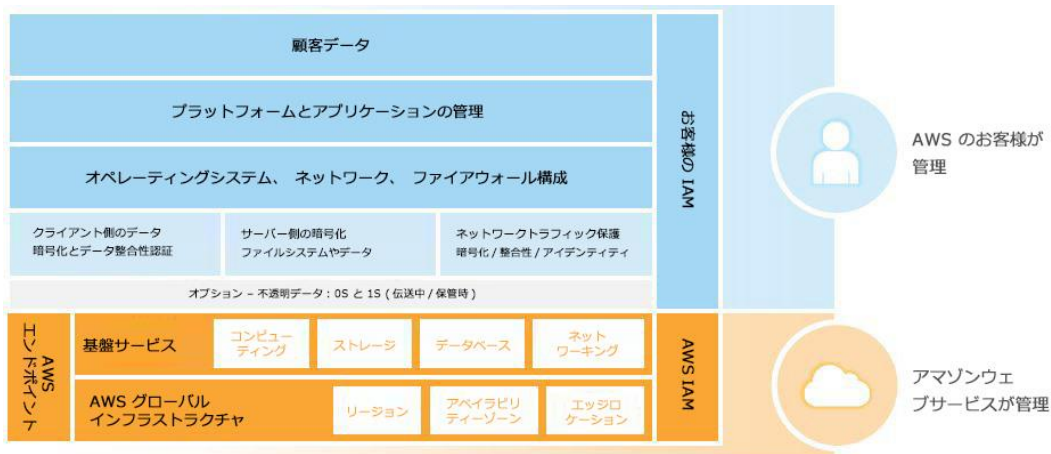 顧客データ
プラットフォームとアプリケーションの管理
オペレーティングシステム、 ネットワーク、 ファイアウォール構成
クライアント側のデータ
暗号化とデータ整合性認証
サーバー側の暗号化
ファイルシステムやデータ
ネットワークトラフィック保護
暗号化 / 整合性 / アイデンティティ
オプション – 不透明データ : 0S と 1S ( 伝送中 / 保管時 )
お客様の IAM
AWS のお客様が
管理
AWS
エンドポイント
基盤サービス
コンピュー
ティング
ストレージ
データベース
ネット
ワーキング
AWS グローバル
インフラストラクチャ
リージョン
アベイラビリ
ティーゾーン
エッジロ
ケーション
AWS IAM
アマゾンウェ
ブサービスが管理